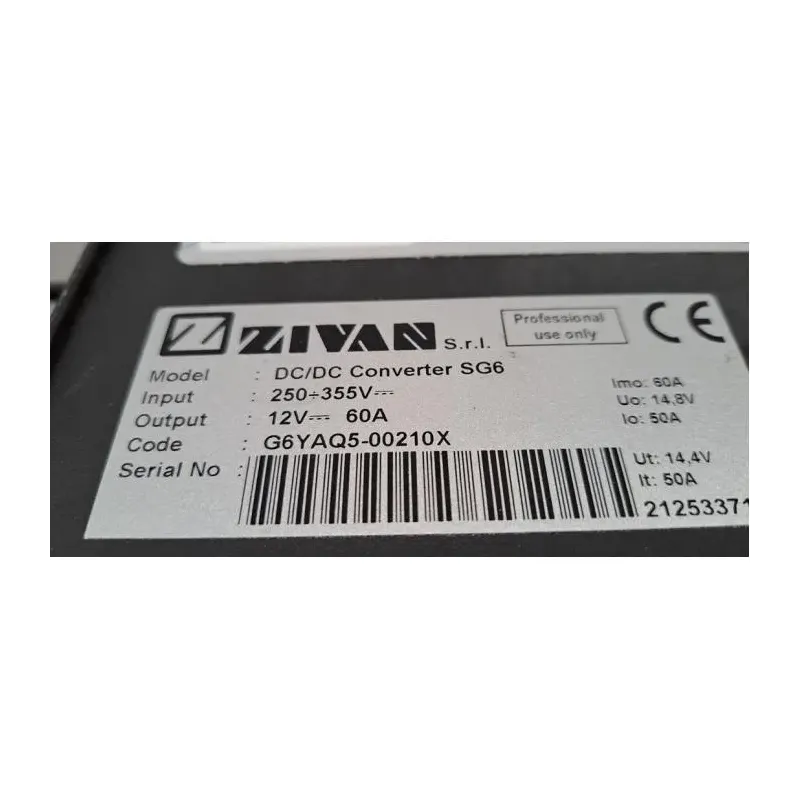 ZIVAN S.r.l.
Professional
use only
CE
Model : DC/DC Converter SG6
Input : 250÷355V⎓
Output : 12V⎓ 60A
Code : G6YAQ5-00210X
Serial No :
Imo: 60A
Uo: 14,8V
Io: 50A
Ut: 14,4V
It: 50A
21253371